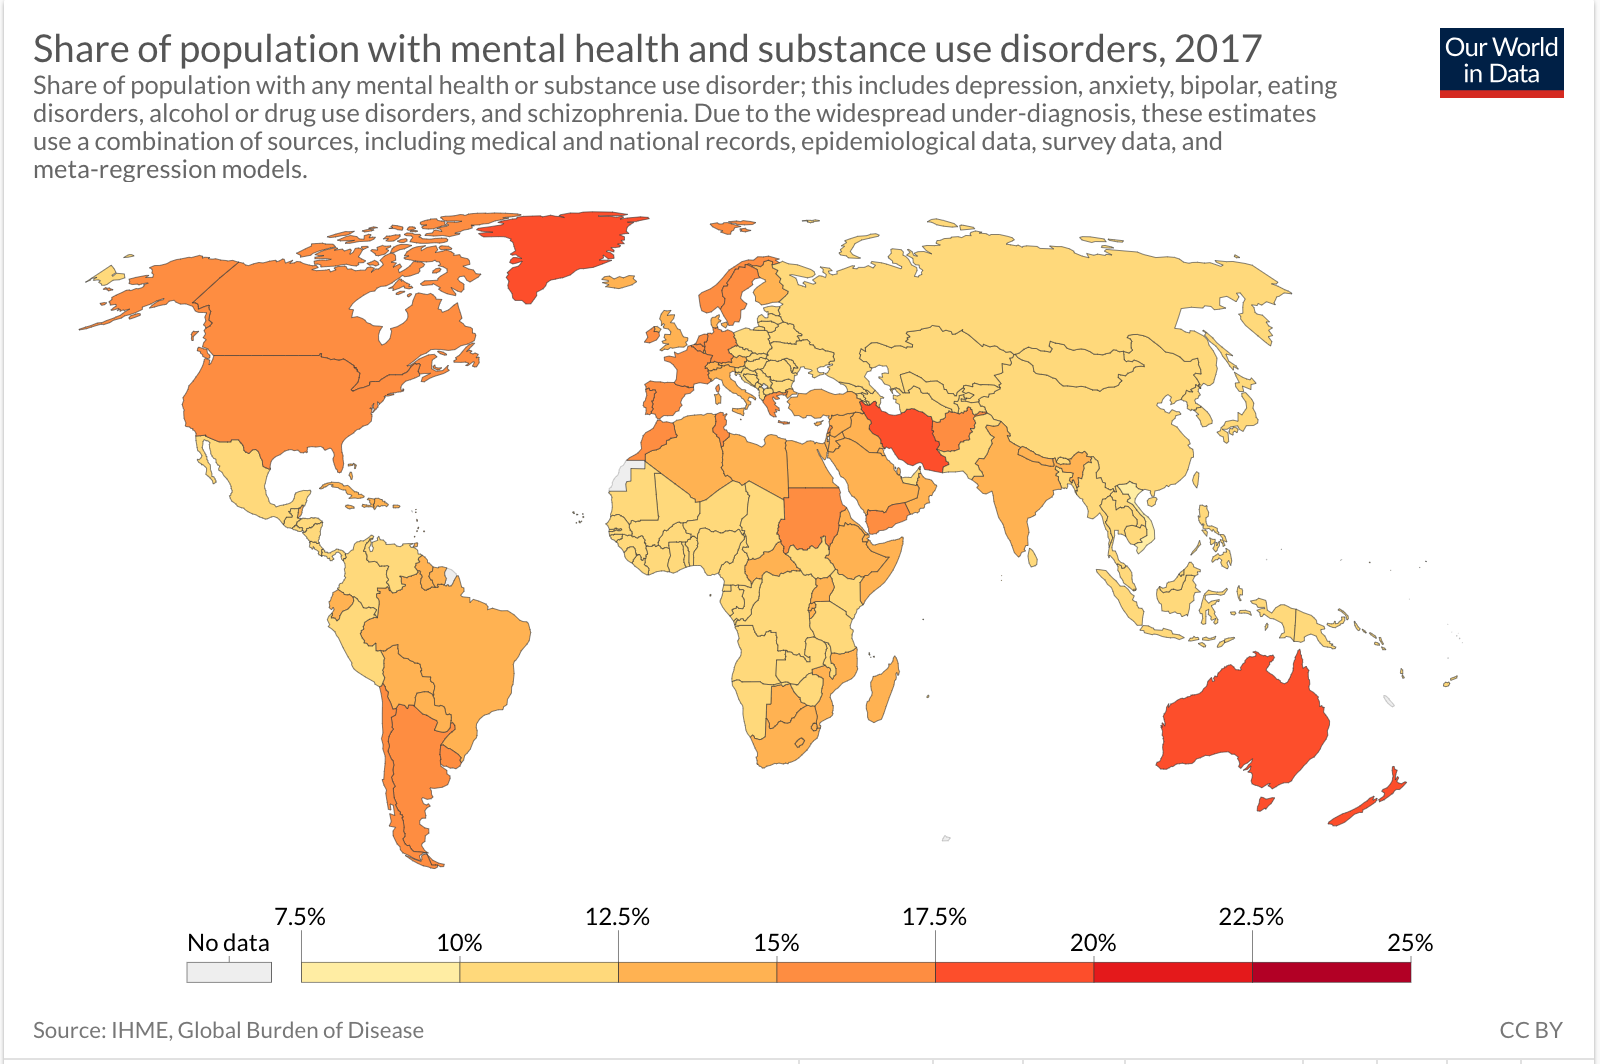 Share of population with mental health and substance use disorders, 2017
Our World
in Data
Share of population with any mental health or substance use disorder; this includes depression, anxiety, bipolar, eating
disorders, alcohol or drug use disorders, and schizophrenia. Due to the widespread under-diagnosis, these estimates
use a combination of sources, including medical and national records, epidemiological data, survey data, and
meta-regression models.
7.5% 12.5% 17.5% 22.5%
No data 10% 15% 20% 25%
Source: IHME, Global Burden of Disease
CC BY